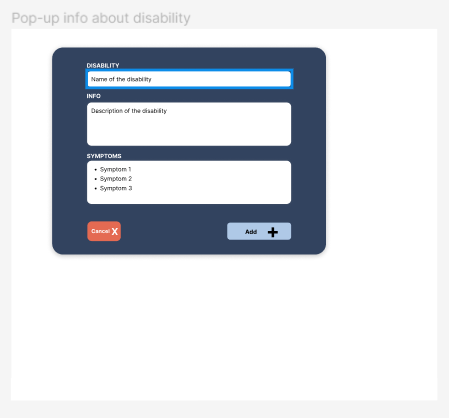 Pop-up info about disability
DISABILITY
Name of the disability
INFO
Description of the disability
SYMPTOMS
• Symptom 1
• Symptom 2
• Symptom 3
Cancel X
Add +